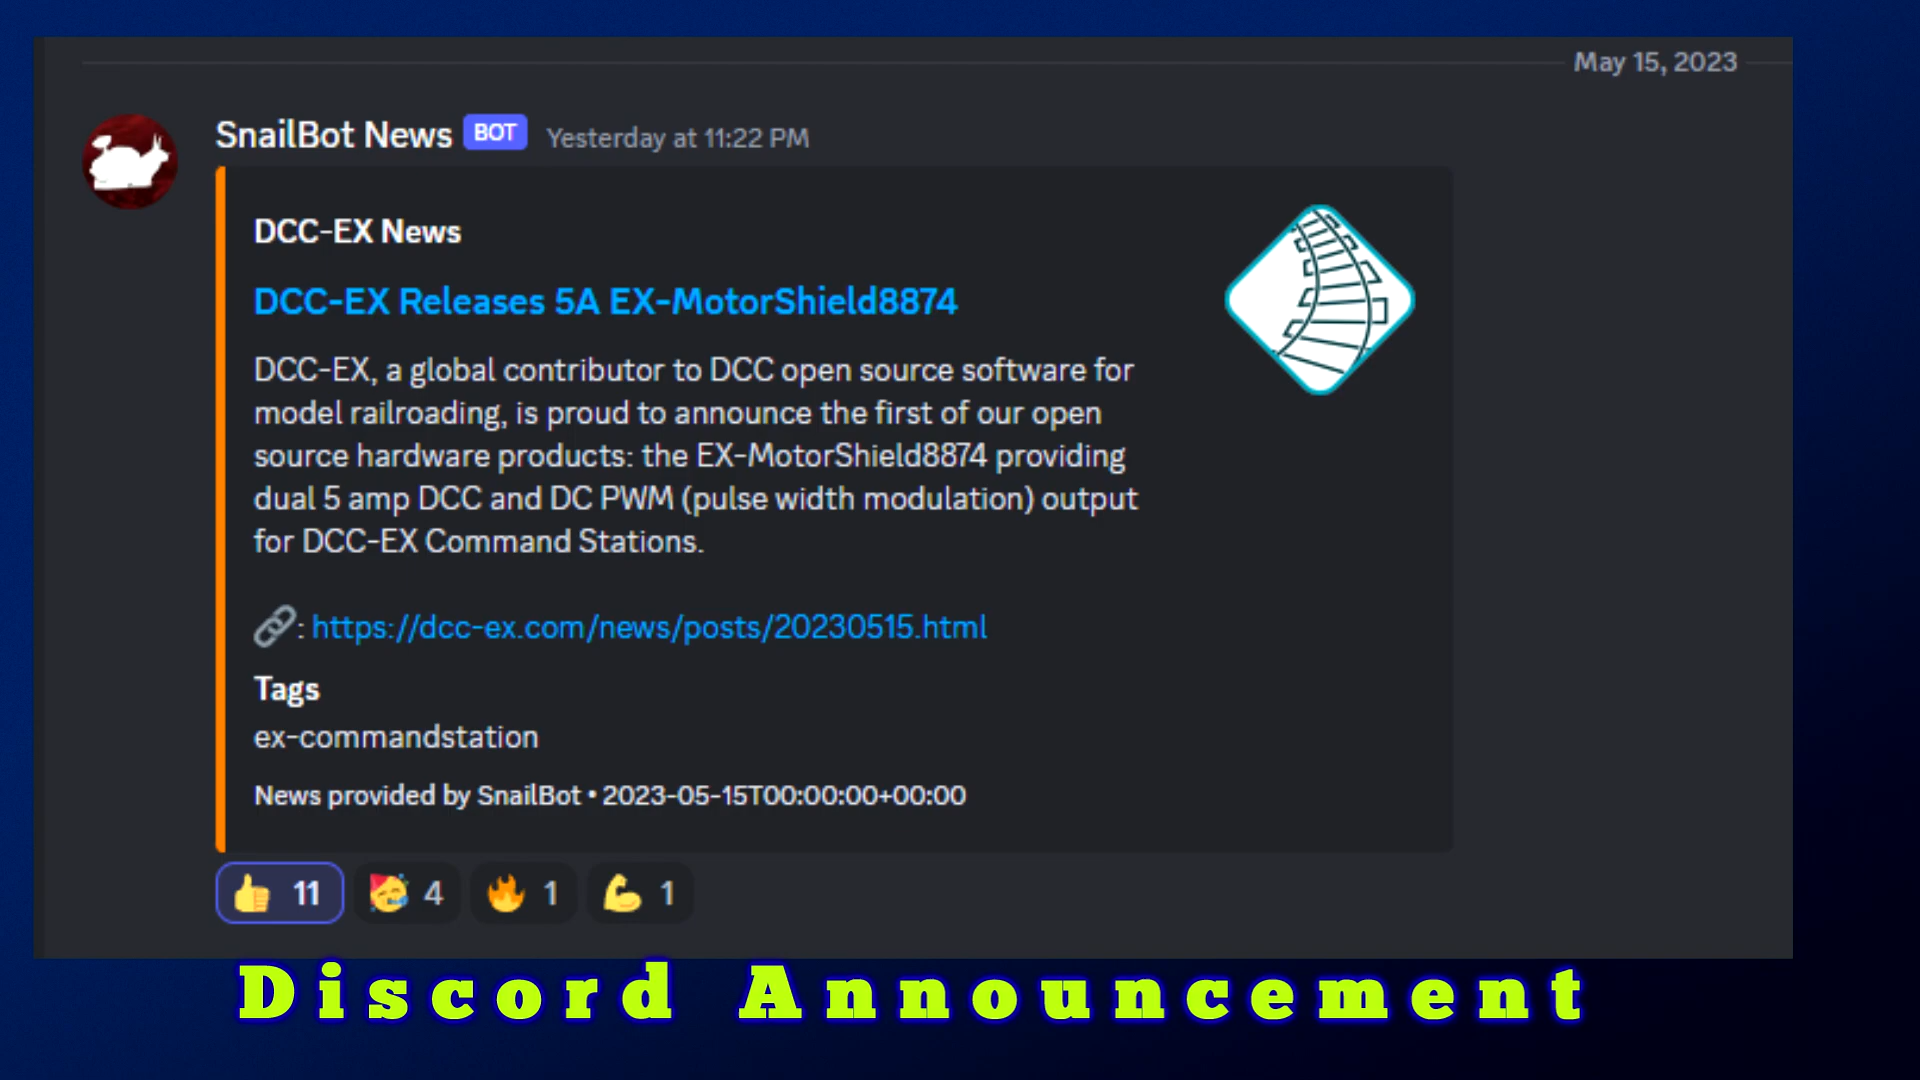 May 15, 2023
SnailBot News BOT Yesterday at 11:22 PM
DCC-EX News
DCC-EX Releases 5A EX-MotorShield8874
DCC-EX, a global contributor to DCC open source software for
model railroading, is proud to announce the first of our open
source hardware products: the EX-MotorShield8874 providing
dual 5 amp DCC and DC PWM (pulse width modulation) output
for DCC-EX Command Stations.
🔗: https://dcc-ex.com/news/posts/20230515.html
Tags
ex-commandstation
News provided by SnailBot • 2023-05-15T00:00:00+00:00
👍 11 🥳 4 🔥 1 💪 1
Discord Announcement